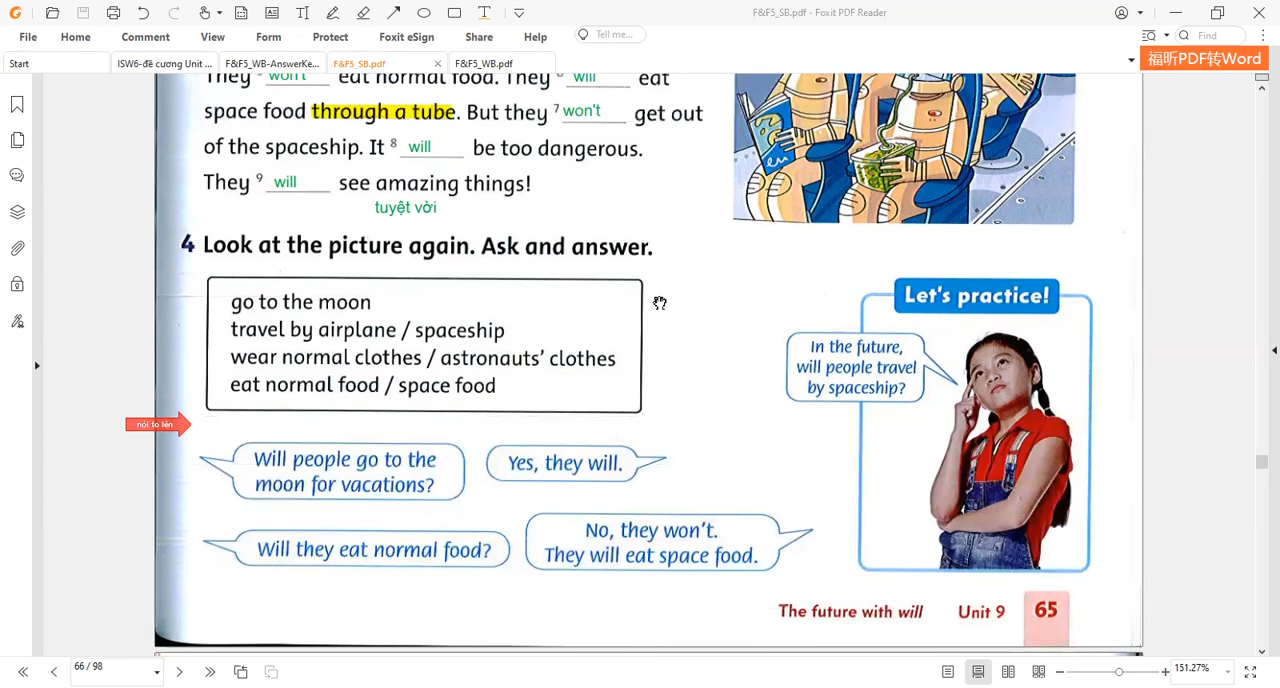 F&F5_SB.pdf - Foxit PDF Reader
File Home Comment View Form Protect Foxit eSign Share Help Tell me... Find
Start ISW6-đề cương Unit ... F&F5_WB-AnswerKe... F&F5_SB.pdf F&F5_WB.pdf
福昕PDF转Word
They won't eat normal food. They 6 will eat
space food through a tube. But they 7 won't get out
of the spaceship. It 8 will be too dangerous.
They 9 will see amazing things!
tuyệt vời
4 Look at the picture again. Ask and answer.
go to the moon
travel by airplane / spaceship
wear normal clothes / astronauts' clothes
eat normal food / space food
Let's practice!
In the future,
will people travel
by spaceship?
nói to lên
Will people go to the
moon for vacations?
Yes, they will.
Will they eat normal food?
No, they won't.
They will eat space food.
The future with will Unit 9 65
66 / 98
151.27%